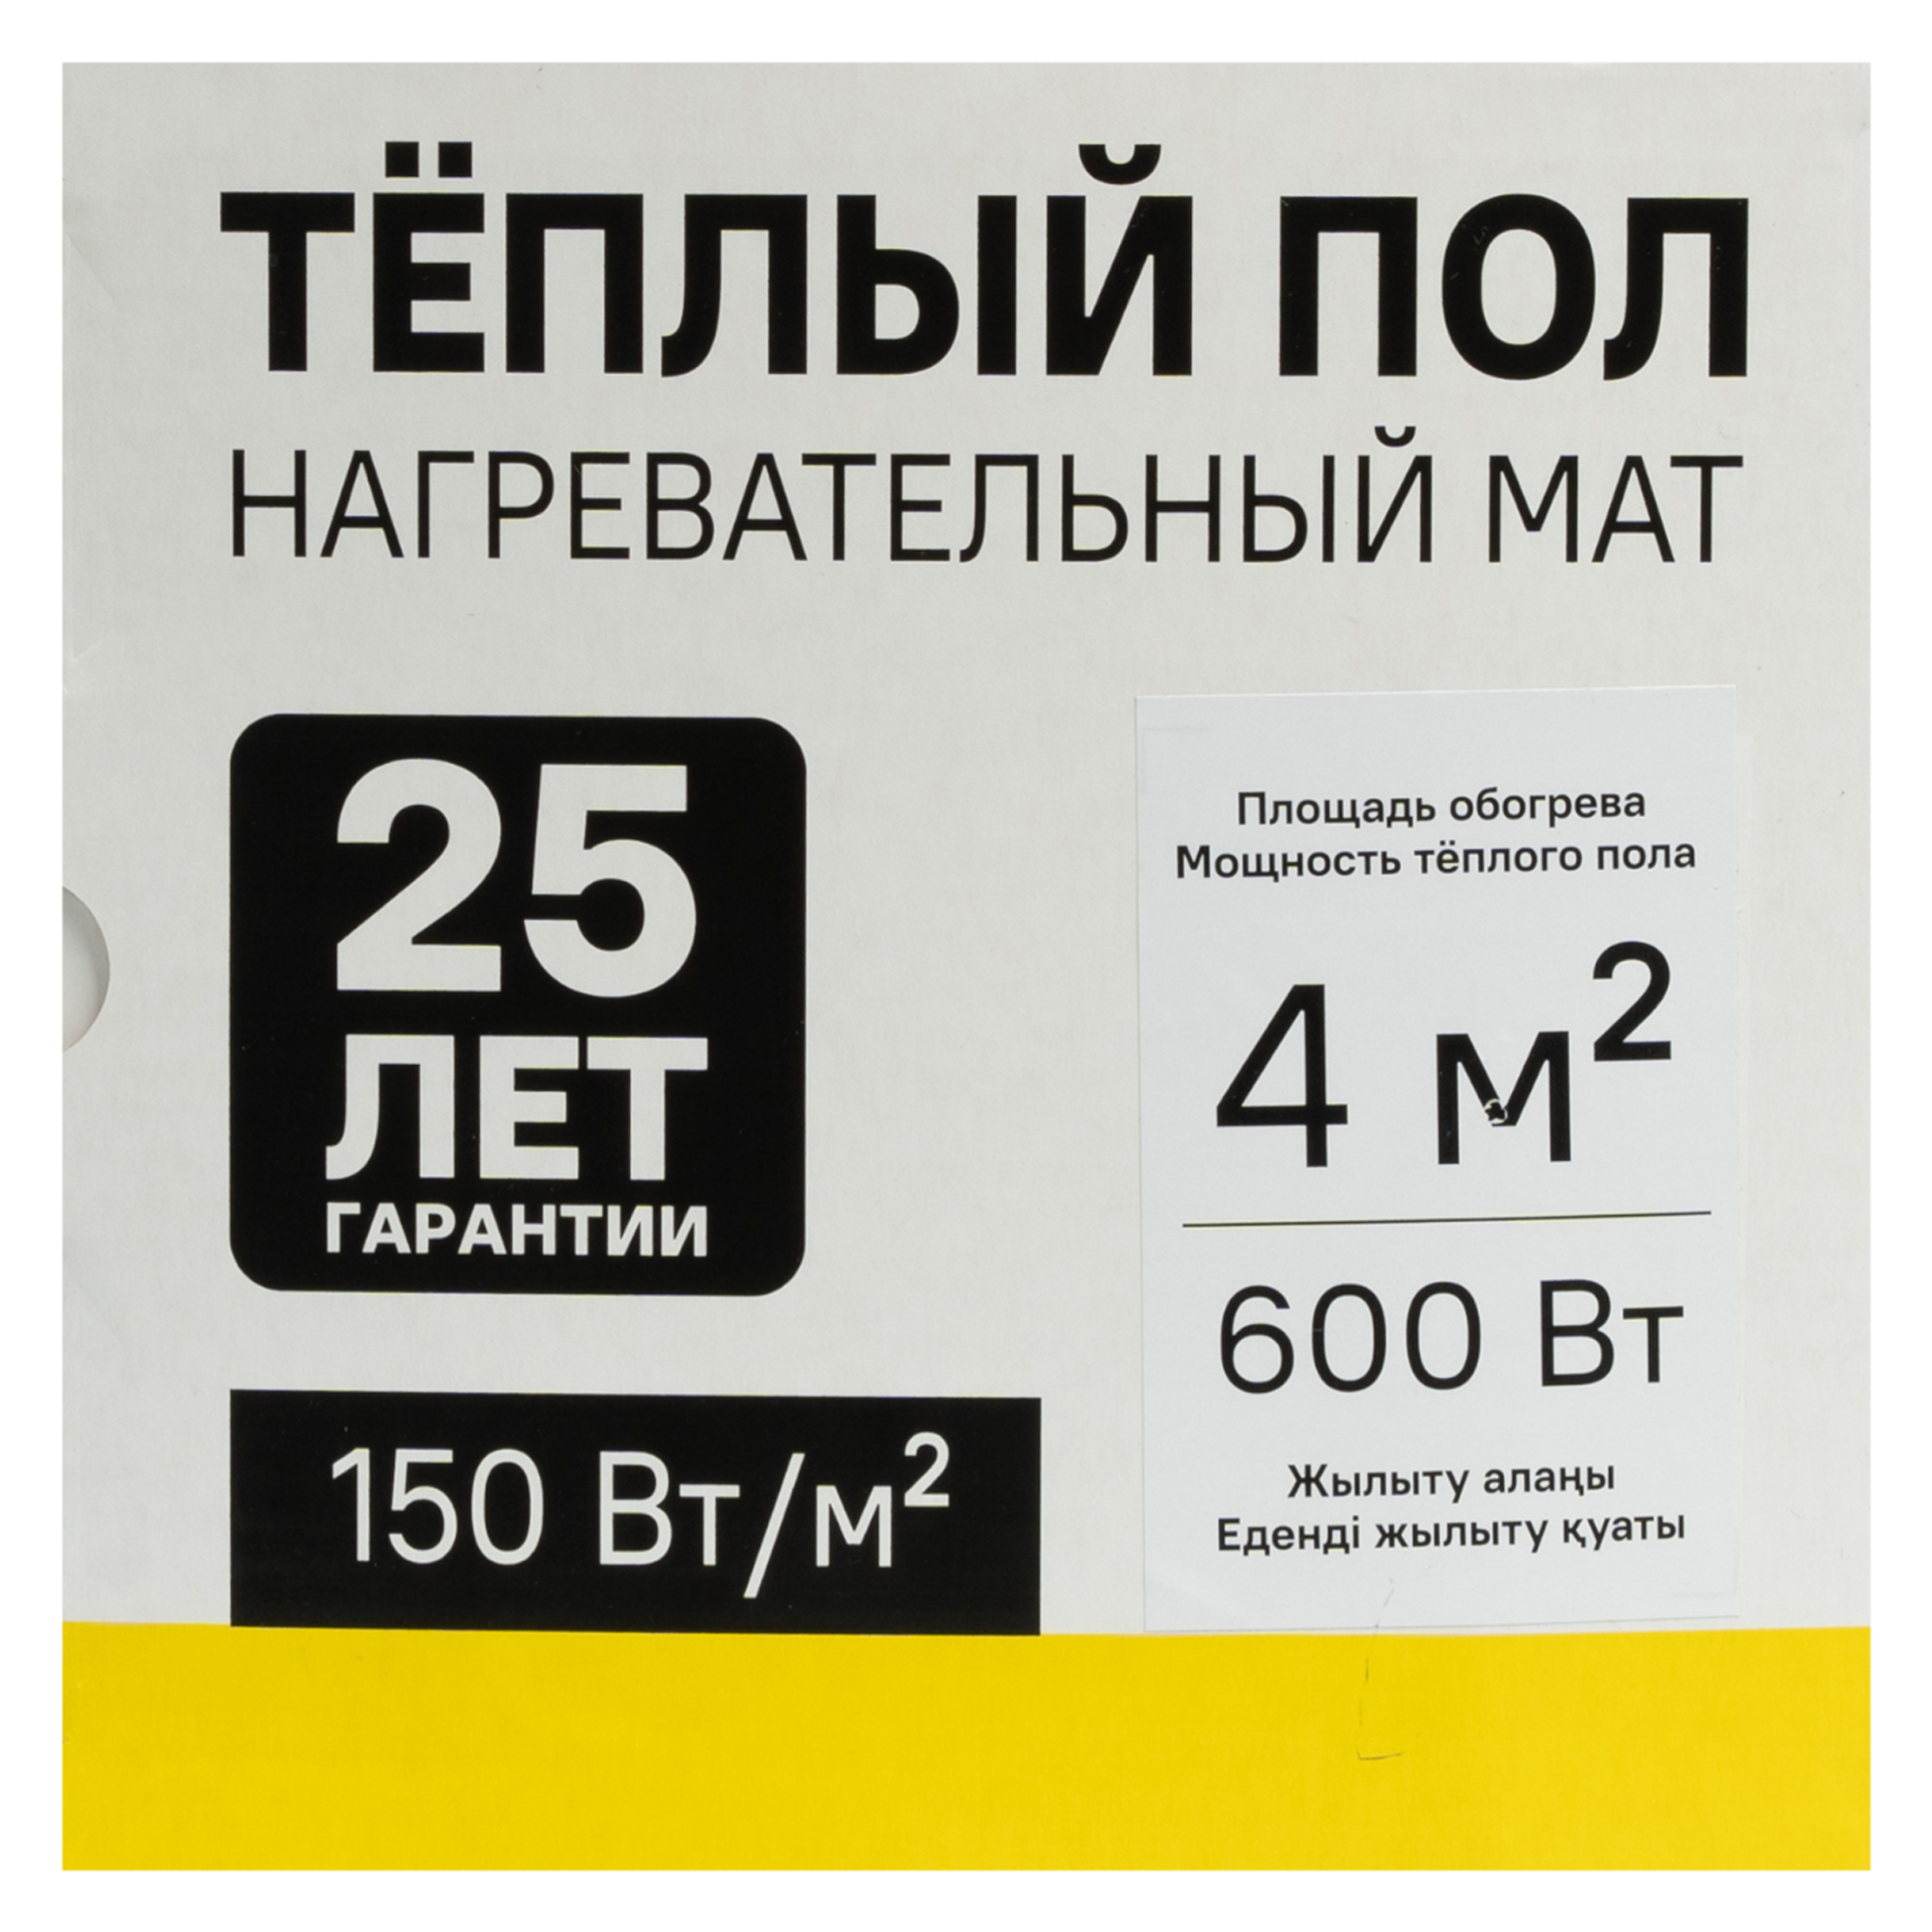 ТЁПЛЫЙ ПОЛ
НАГРЕВАТЕЛЬНЫЙ МАТ
25
ЛЕТ
ГАРАНТИИ
150 Вт/м²
Площадь обогрева
Мощность тёплого пола
4 м²
600 Вт
Жылыту алаңы
Еденді жылыту қуаты